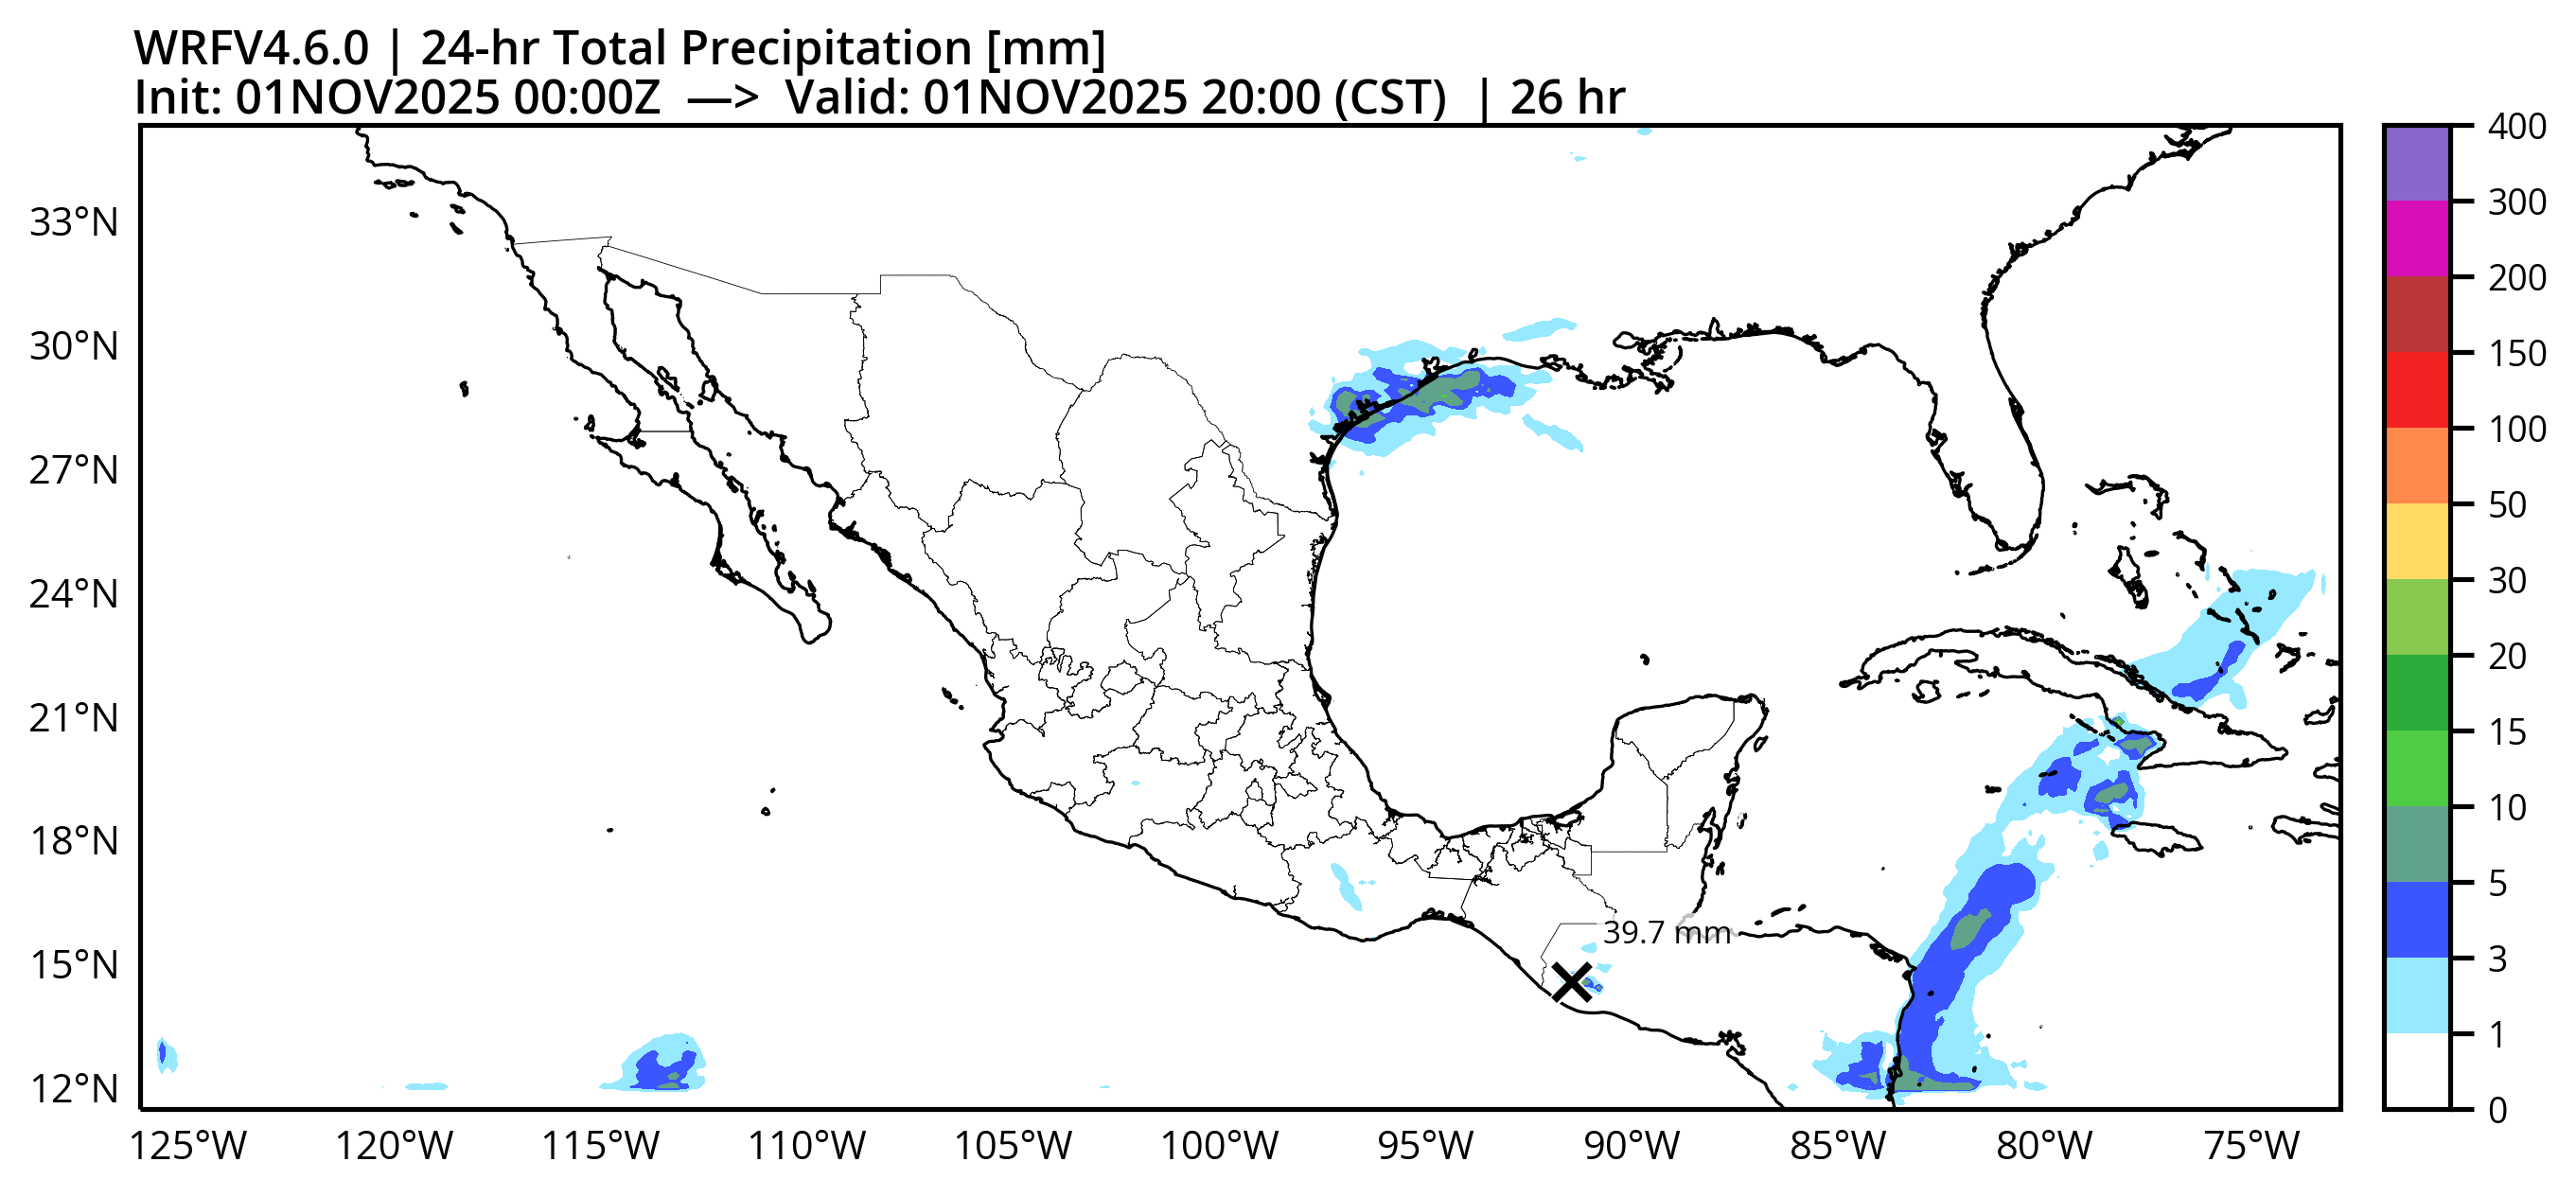 WRFV4.6.0 | 24-hr Total Precipitation [mm]
Init: 01NOV2025 00:00Z —> Valid: 01NOV2025 20:00 (CST) | 26 hr
33°N
30°N
27°N
24°N
21°N
18°N
15°N
12°N
39.7 mm
125°W 120°W 115°W 110°W 105°W 100°W 95°W 90°W 85°W 80°W 75°W
400
300
200
150
100
50
30
20
15
10
5
3
1
0